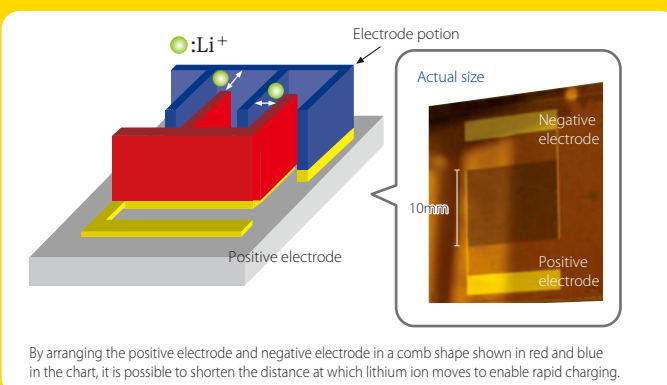 :Li+
Electrode potion
Actual size
Negative
electrode
10mm
Positive
electrode
Positive electrode
By arranging the positive electrode and negative electrode in a comb shape shown in red and blue
in the chart, it is possible to shorten the distance at which lithium ion moves to enable rapid charging.